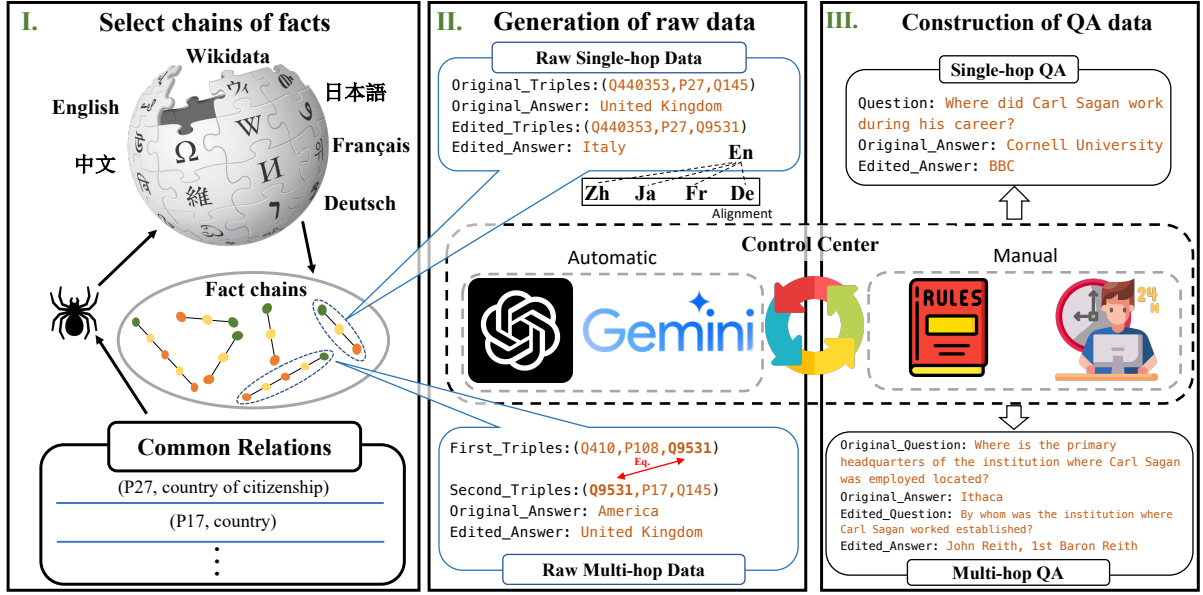 I. Select chains of facts
Wikidata
English
日本語
中文
Français
Deutsch
Ω
W
И
維
ウィ
7
Fact chains
Common Relations
(P27, country of citizenship)
(P17, country)
II. Generation of raw data
Raw Single-hop Data
Original_Triples:(Q440353,P27,Q145)
Original_Answer: United Kingdom
Edited_Triples:(Q440353,P27,Q9531)
Edited_Answer: Italy
En
Zh Ja Fr De
Alignment
Control Center
Automatic
Gemini
Manual
RULES
24
H
First_Triples:(Q410,P108,Q9531)
Eq.
Second_Triples:(Q9531,P17,Q145)
Original_Answer: America
Edited_Answer: United Kingdom
Raw Multi-hop Data
III. Construction of QA data
Single-hop QA
Question: Where did Carl Sagan work
during his career?
Original_Answer: Cornell University
Edited_Answer: BBC
Original_Question: Where is the primary
headquarters of the institution where Carl Sagan
was employed located?
Original_Answer: Ithaca
Edited_Question: By whom was the institution where
Carl Sagan worked established?
Edited_Answer: John Reith, 1st Baron Reith
Multi-hop QA